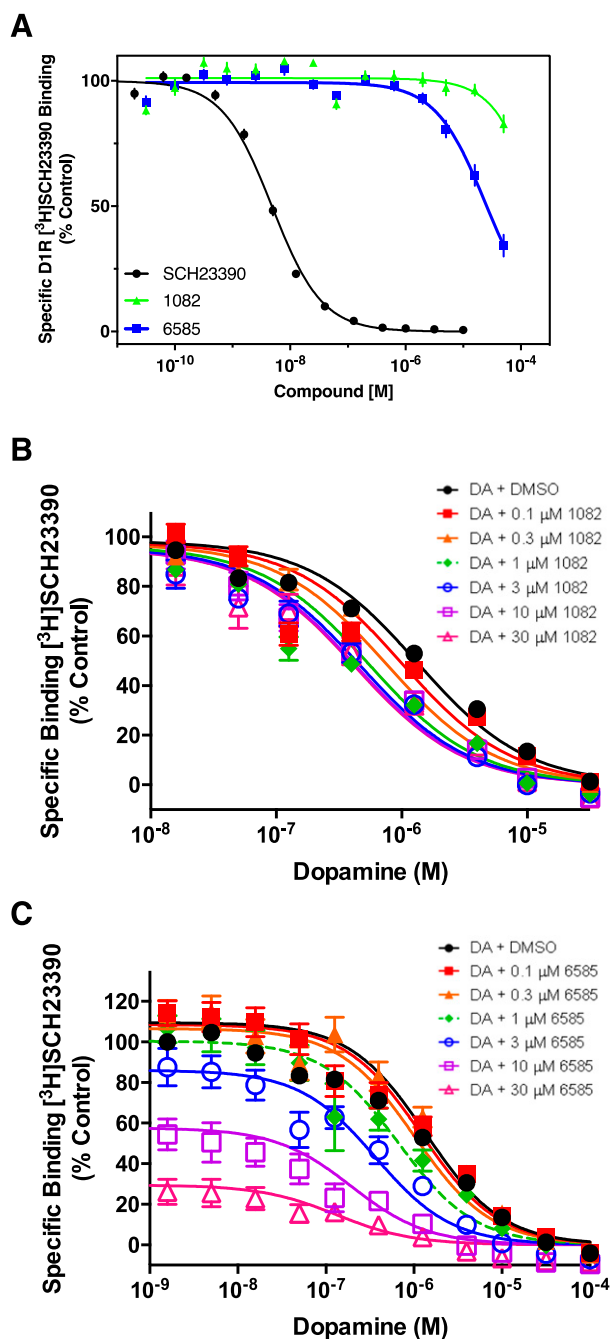 A
Specific D1R [³H]SCH23390 Binding
(% Control)
100
50
0
SCH23390
1082
6585
10⁻¹⁰
10⁻⁸
10⁻⁶
10⁻⁴
Compound [M]
B
DA + DMSO
DA + 0.1 μM 1082
DA + 0.3 μM 1082
DA + 1 μM 1082
DA + 3 μM 1082
DA + 10 μM 1082
DA + 30 μM 1082
Specific Binding [³H]SCH23390
(% Control)
100
80
60
40
20
0
10⁻⁸
10⁻⁷
10⁻⁶
10⁻⁵
Dopamine (M)
C
DA + DMSO
DA + 0.1 μM 6585
DA + 0.3 μM 6585
DA + 1 μM 6585
DA + 3 μM 6585
DA + 10 μM 6585
DA + 30 μM 6585
Specific Binding [³H]SCH23390
(% Control)
120
100
80
60
40
20
0
10⁻⁹
10⁻⁸
10⁻⁷
10⁻⁶
10⁻⁵
10⁻⁴
Dopamine (M)